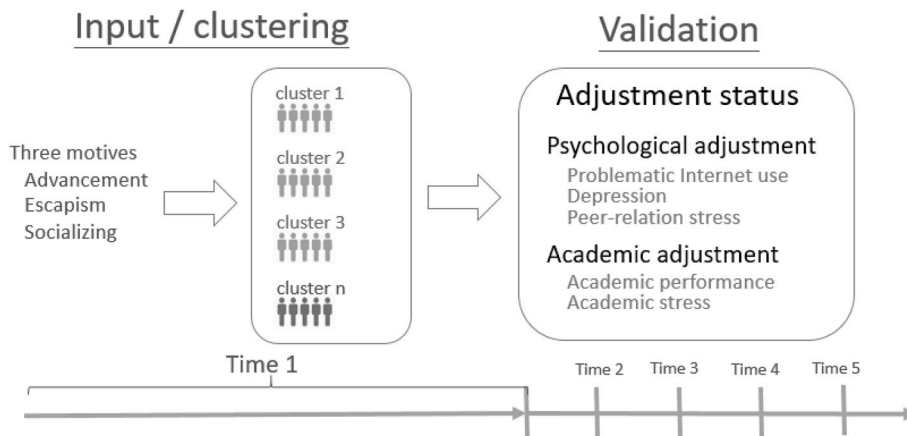 Input / clustering
Validation
Three motives
Advancement
Escapism
Socializing
cluster 1
cluster 2
cluster 3
cluster n
Adjustment status
Psychological adjustment
Problematic Internet use
Depression
Peer-relation stress
Academic adjustment
Academic performance
Academic stress
Time 1
Time 2
Time 3
Time 4
Time 5